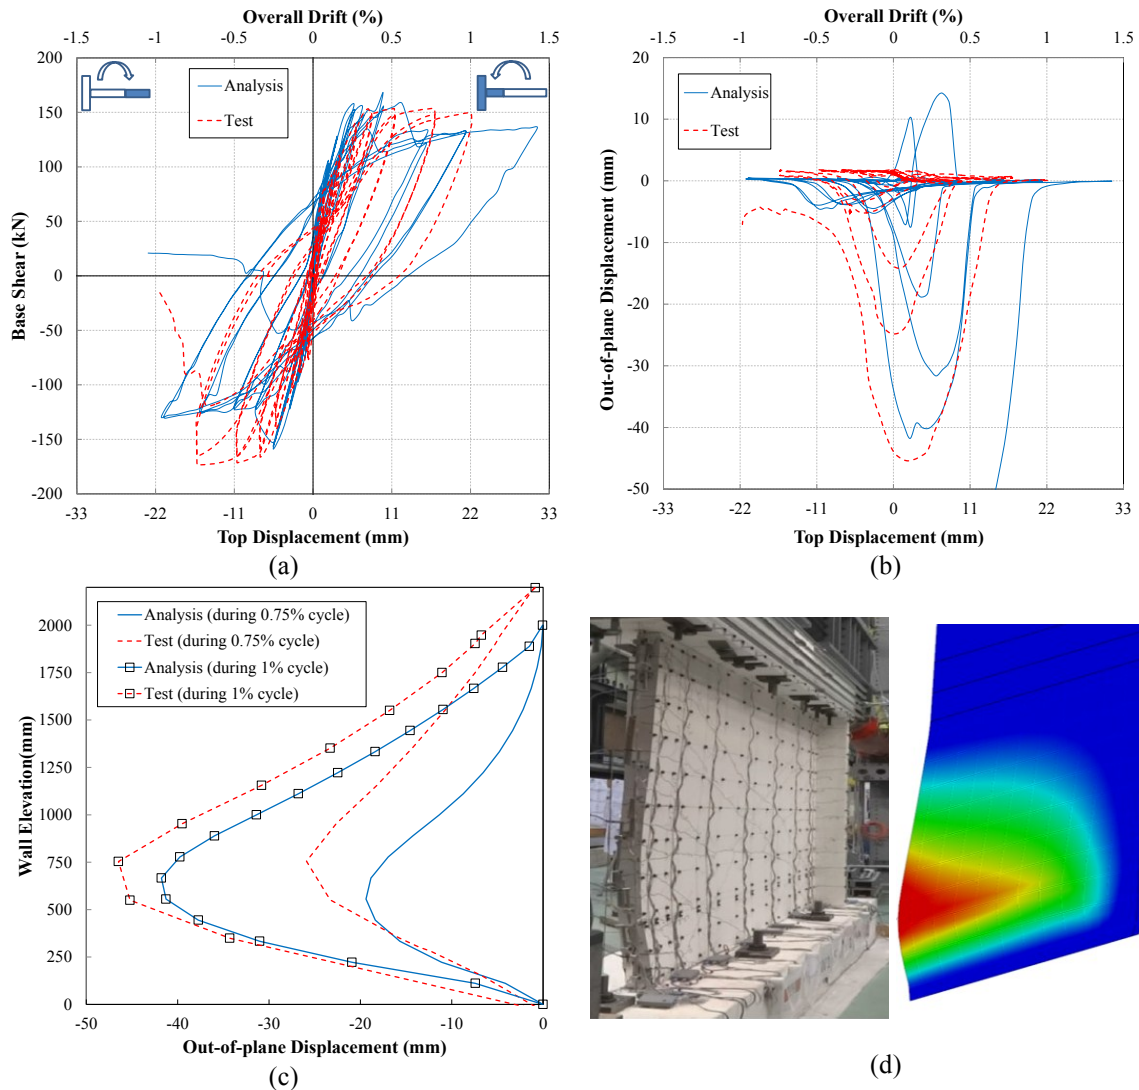 Overall Drift (%)
-1.5 -1 -0.5 0 0.5 1 1.5
200
150
100
50
0
-50
-100
-150
-200
Base Shear (kN)
Analysis
Test
-33 -22 -11 0 11 22 33
Top Displacement (mm)
(a)
Overall Drift (%)
-1.5 -1 -0.5 0 0.5 1 1.5
20
10
0
-10
-20
-30
-40
-50
Out-of-plane Displacement (mm)
Analysis
Test
-33 -22 -11 0 11 22 33
Top Displacement (mm)
(b)
Analysis (during 0.75% cycle)
Test (during 0.75% cycle)
Analysis (during 1% cycle)
Test (during 1% cycle)
2000
1750
1500
1250
1000
750
500
250
0
Wall Elevation(mm)
-50 -40 -30 -20 -10 0
Out-of-plane Displacement (mm)
(c)
(d)